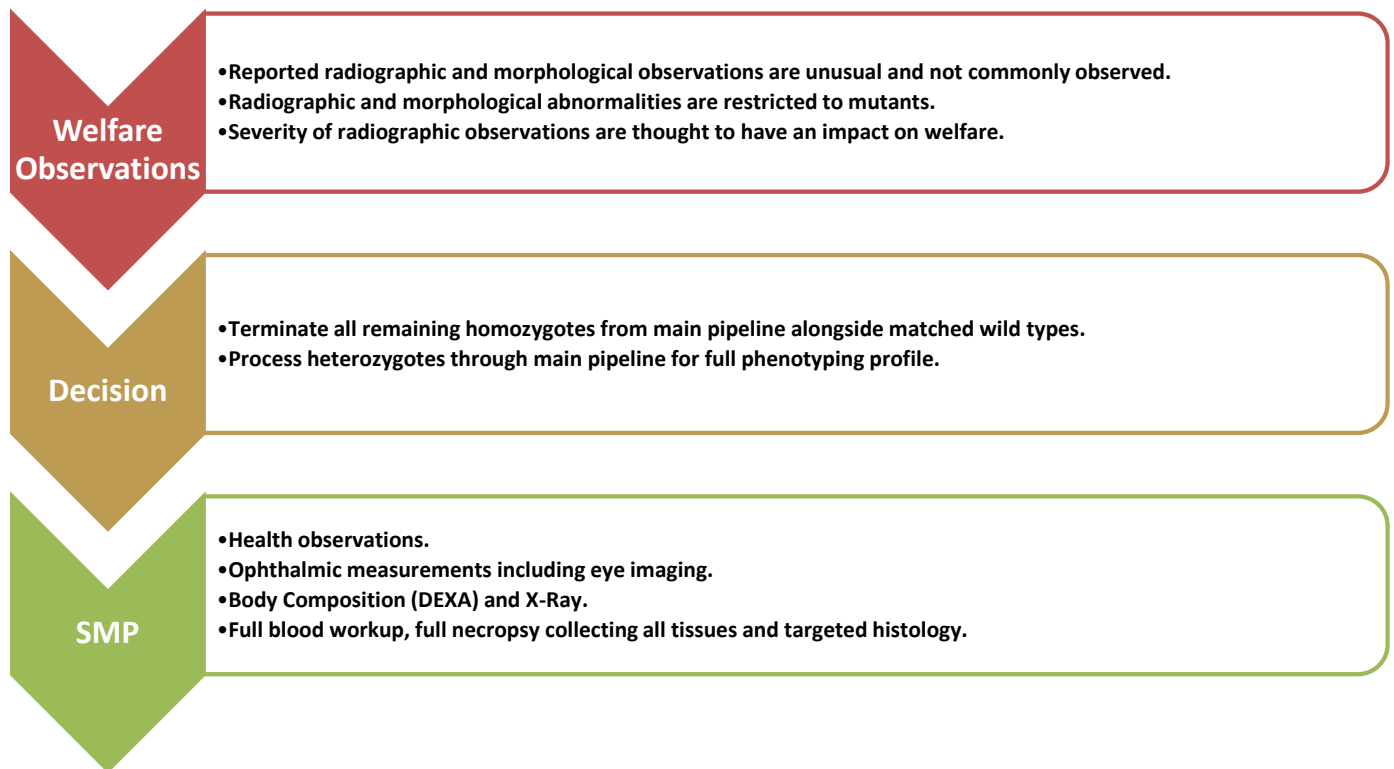 Welfare
Observations
•Reported radiographic and morphological observations are unusual and not commonly observed.
•Radiographic and morphological abnormalities are restricted to mutants.
•Severity of radiographic observations are thought to have an impact on welfare.
Decision
•Terminate all remaining homozygotes from main pipeline alongside matched wild types.
•Process heterozygotes through main pipeline for full phenotyping profile.
SMP
•Health observations.
•Ophthalmic measurements including eye imaging.
•Body Composition (DEXA) and X-Ray.
•Full blood workup, full necropsy collecting all tissues and targeted histology.